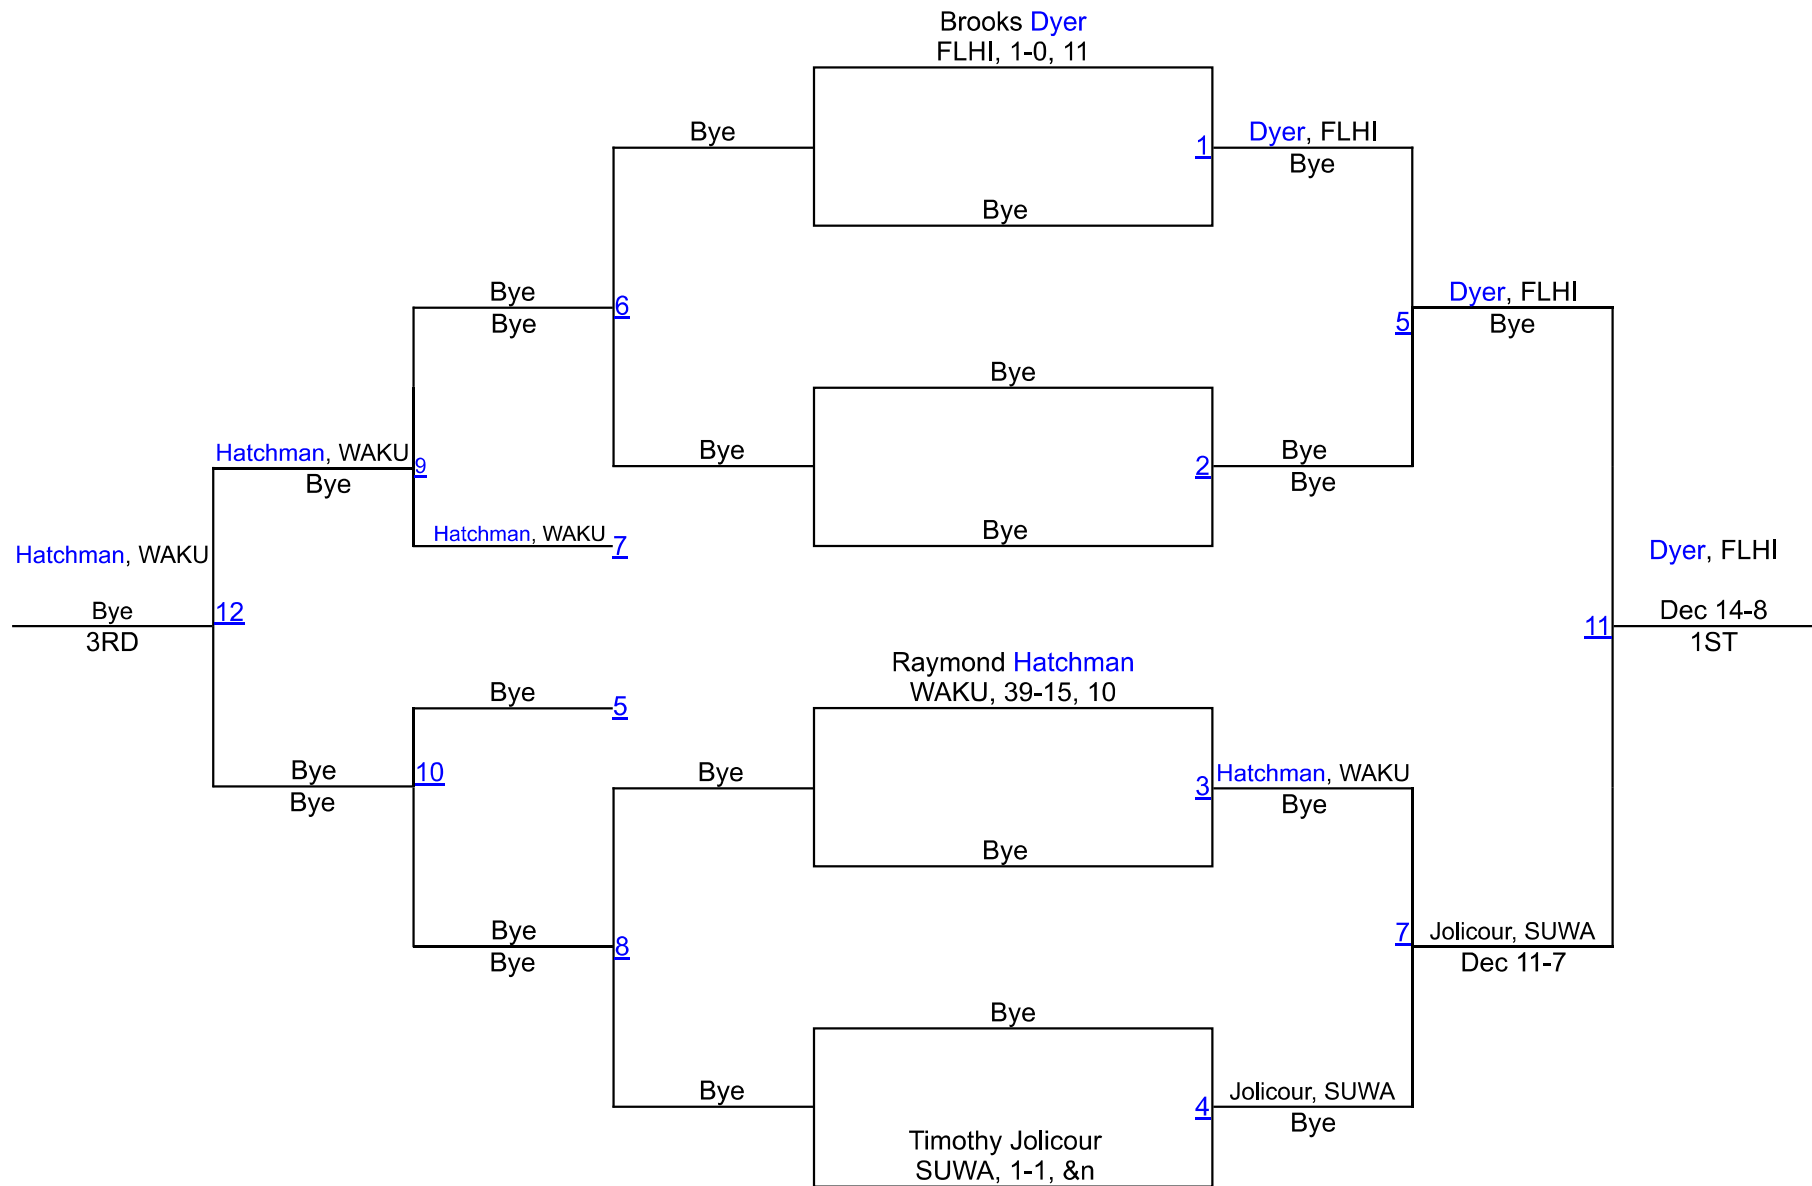 Brooks Dyer
FLHI, 1-0, 11
Bye
1
Dyer, FLHI
Bye
Bye
Bye
Bye
6
Dyer, FLHI
5
Bye
Bye
Hatchman, WAKU
9
Bye
Bye
2
Bye
Bye
Bye
Hatchman, WAKU
7
Hatchman, WAKU
Dyer, FLHI
Bye
12
3RD
Dec 14-8
11
1ST
Raymond Hatchman
WAKU, 39-15, 10
Bye
5
Bye
10
Bye
Bye
3
Hatchman, WAKU
Bye
Bye
Bye
8
Bye
7
Jolicour, SUWA
Dec 11-7
Bye
Bye
4
Jolicour, SUWA
Bye
Timothy Jolicour
SUWA, 1-1, &n